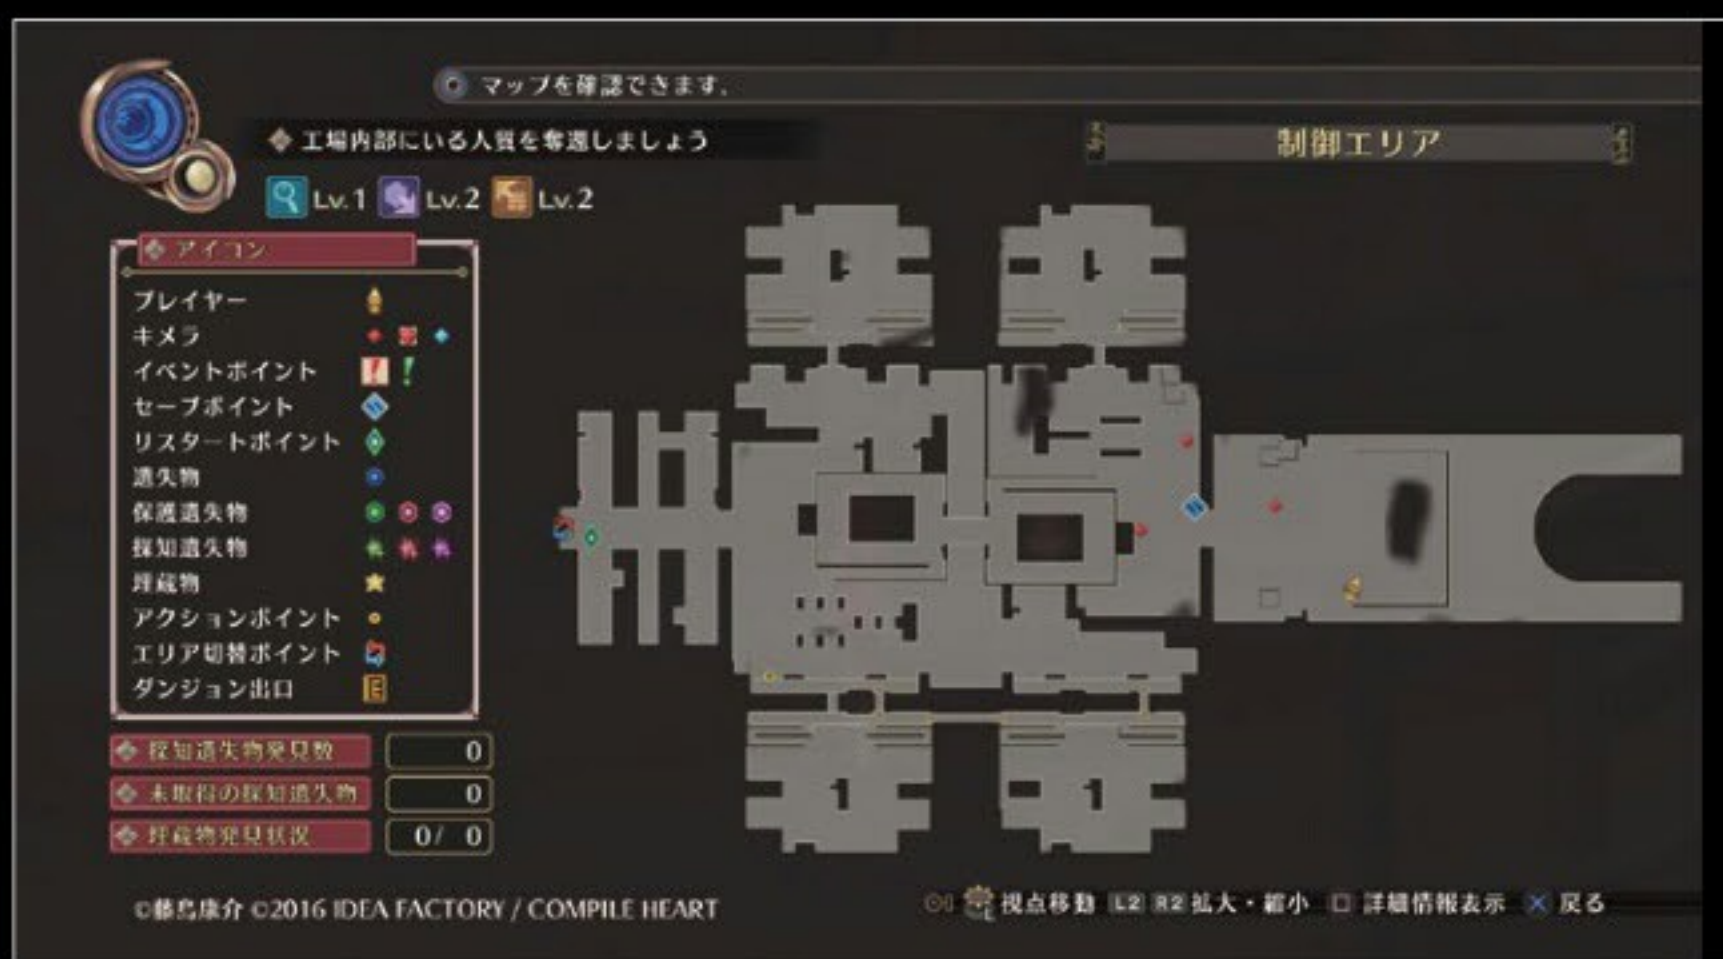 マップを確認できます。
工場内部にいる人質を奪還しましょう
制御エリア
Lv.1 Lv.2 Lv.2
アイコン
プレイヤー
キメラ
イベントポイント
セーブポイント
リスタートポイント
遺失物
保護遺失物
探知遺失物
埋蔵物
アクションポイント
エリア切替ポイント
ダンジョン出口 E
探知遺失物発見数 0
未取得の探知遺失物 0
埋蔵物発見状況 0/ 0
©藤島康介 ©2016 IDEA FACTORY / COMPILE HEART
L 視点移動 L2 R2 拡大・縮小 詳細情報表示 戻る